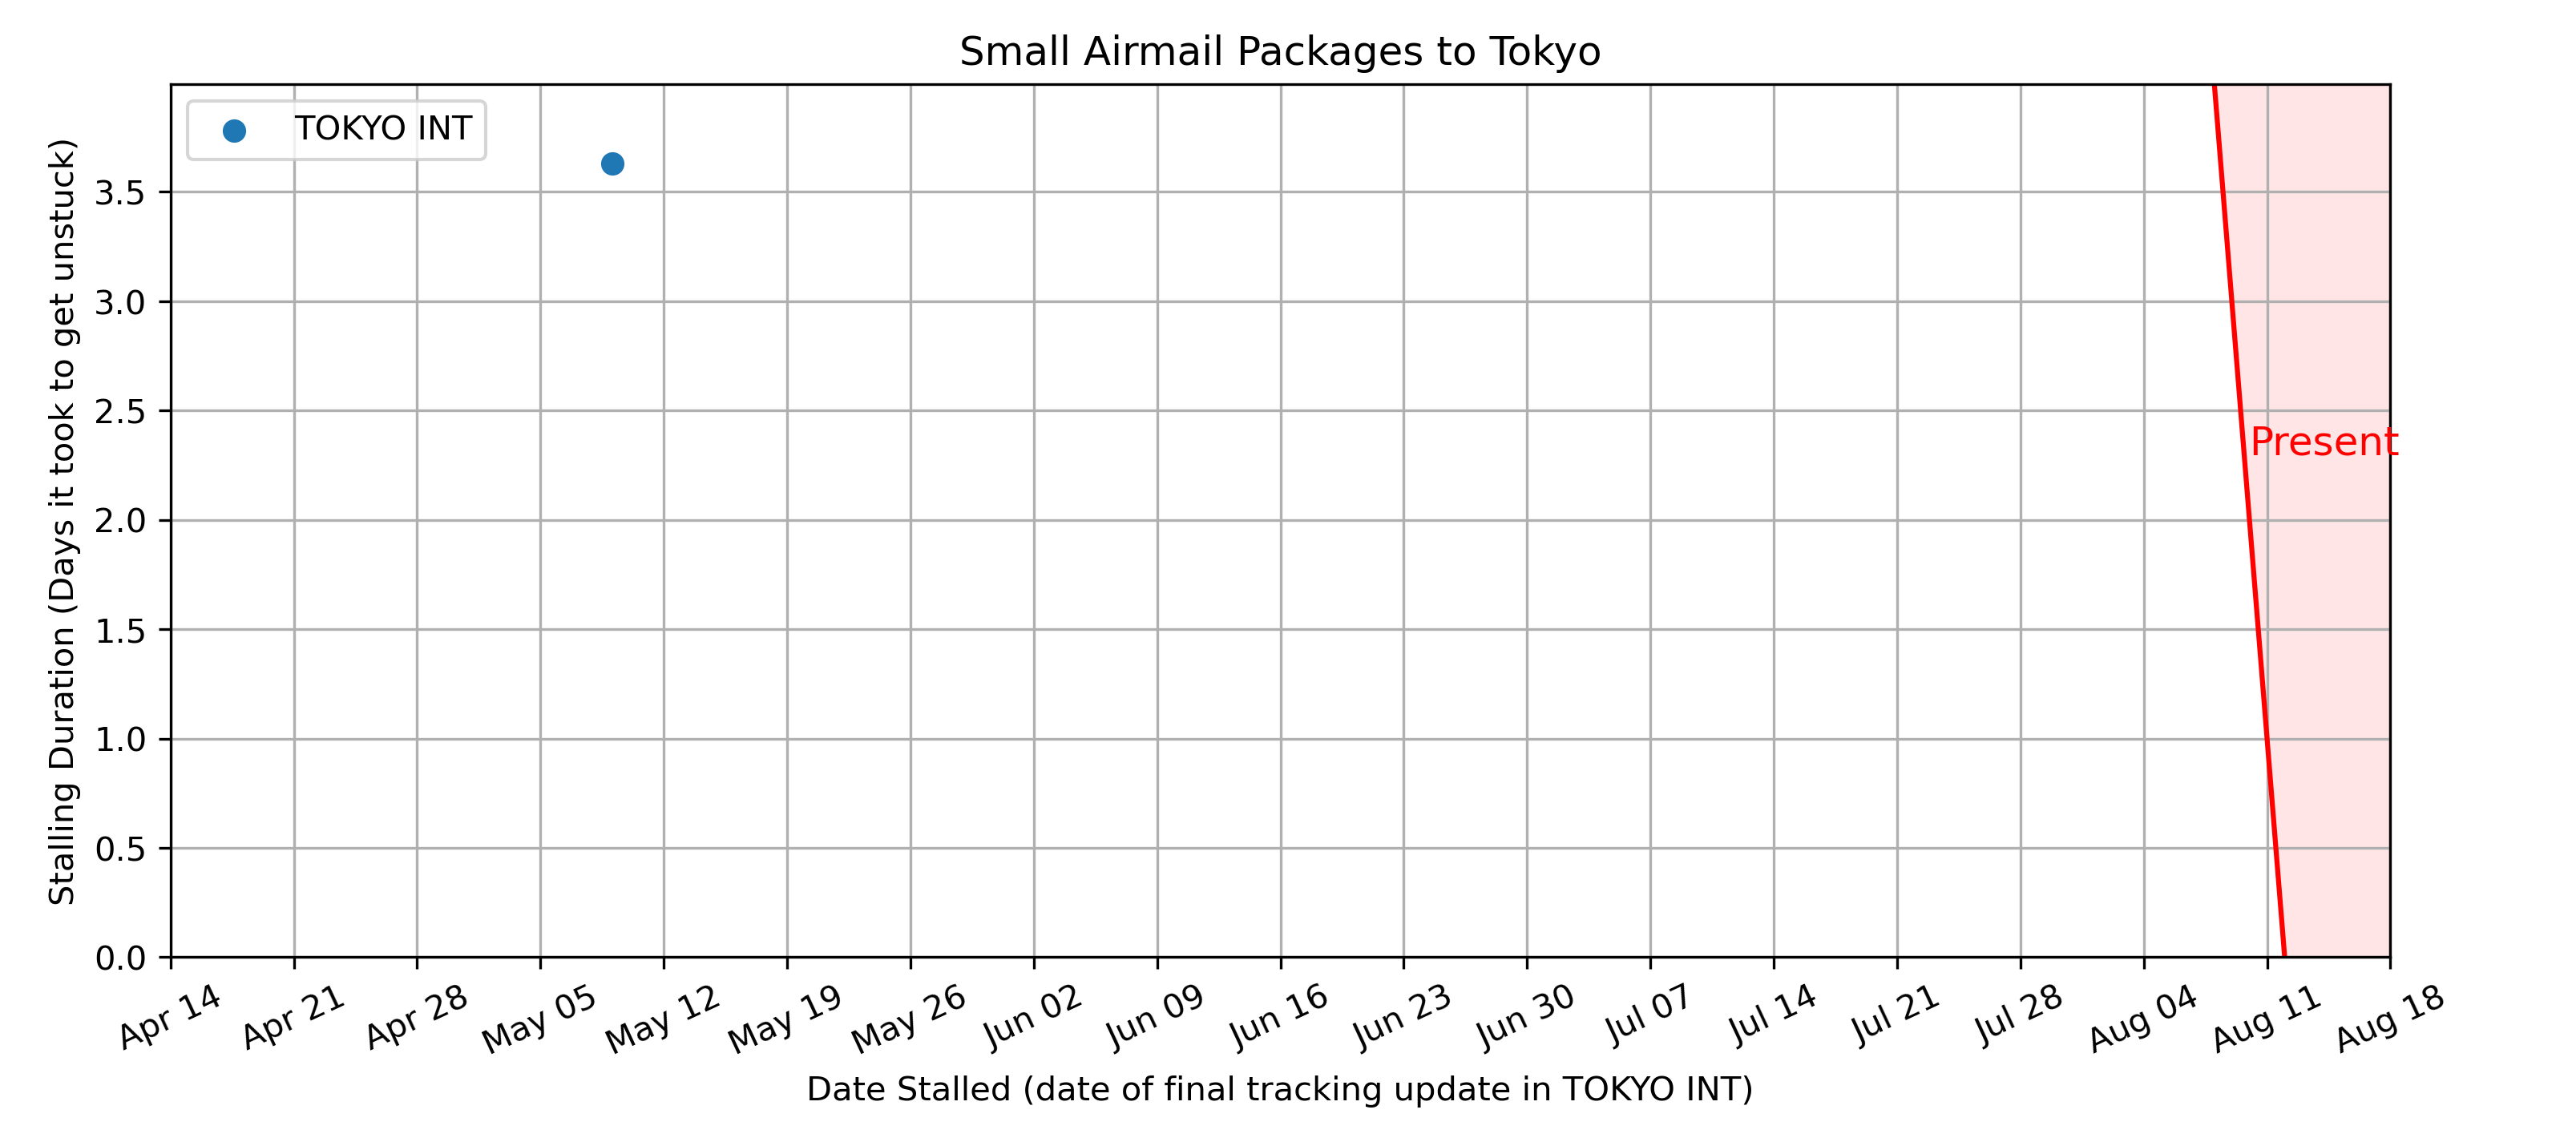 Small Airmail Packages to Tokyo
TOKYO INT
Stalling Duration (Days it took to get unstuck)
3.5
3.0
2.5
2.0
1.5
1.0
0.5
0.0
Present
Apr 14
Apr 21
Apr 28
May 05
May 12
May 19
May 26
Jun 02
Jun 09
Jun 16
Jun 23
Jun 30
Jul 07
Jul 14
Jul 21
Jul 28
Aug 04
Aug 11
Aug 18
Date Stalled (date of final tracking update in TOKYO INT)